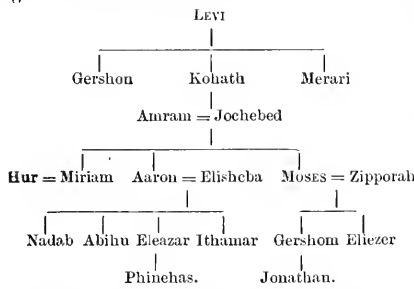 LEVI
Gershon Kohath Merari
Amram = Jochebed
Hur = Miriam Aaron = Elisheba MOSES = Zipporah
Nadab Abihu Eleazar Ithamar Gershom Eliezer
Phinehas. Jonathan.